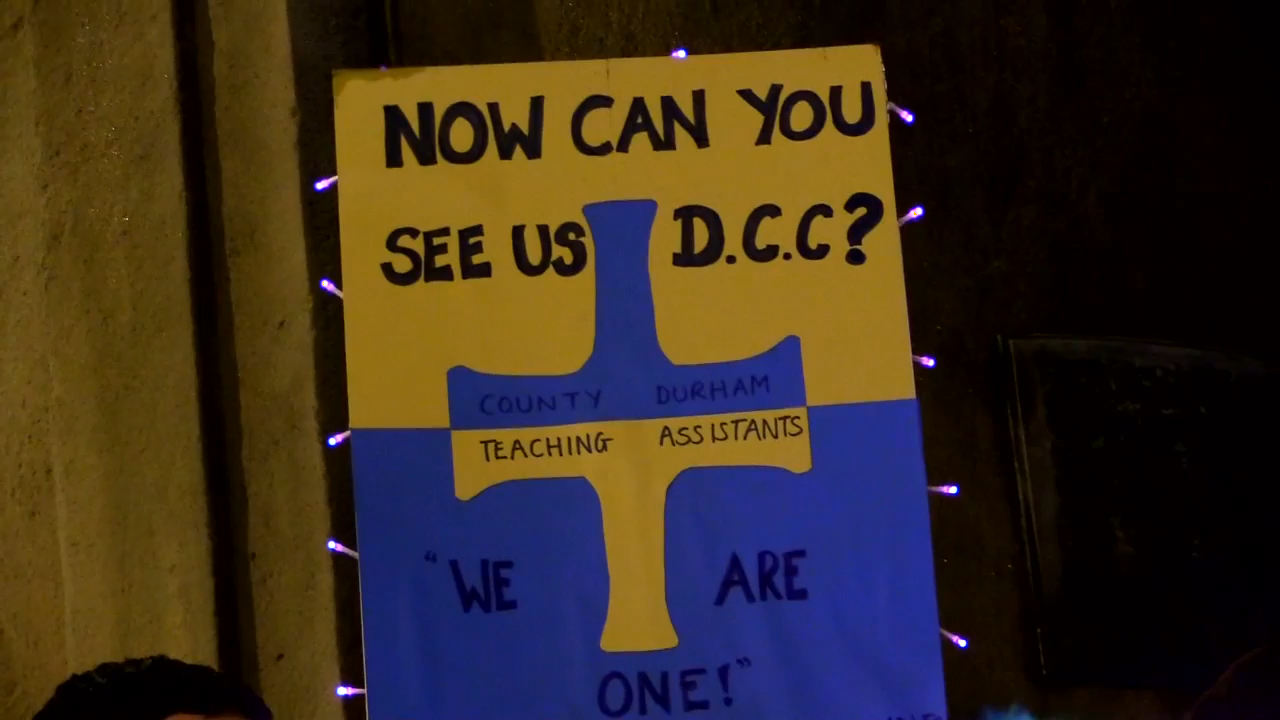 NOW CAN YOU
SEE US D.C.C?
COUNTY DURHAM
TEACHING ASSISTANTS
"WE ARE
ONE!"